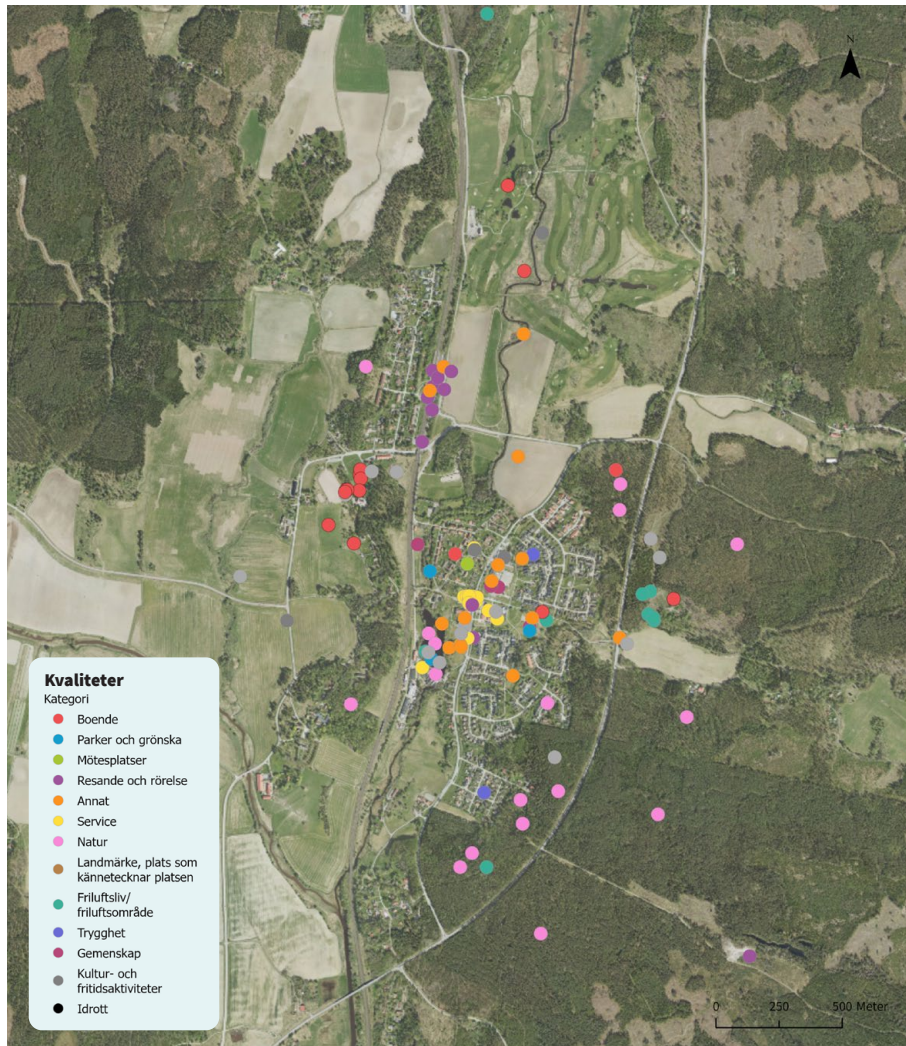 N
Kvaliteter
Kategori
Boende
Parker och grönska
Mötesplatser
Resande och rörelse
Annat
Service
Natur
Landmärke, plats som
kännetecknar platsen
Friluftsliv/
friluftsområde
Trygghet
Gemenskap
Kultur- och
fritidsaktiviteter
Idrott
0 250 500 Meter